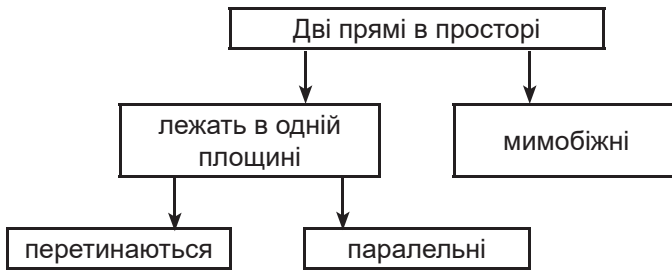 Дві прямі в просторі
лежать в одній
площині
мимобіжні
перетинаються
паралельні